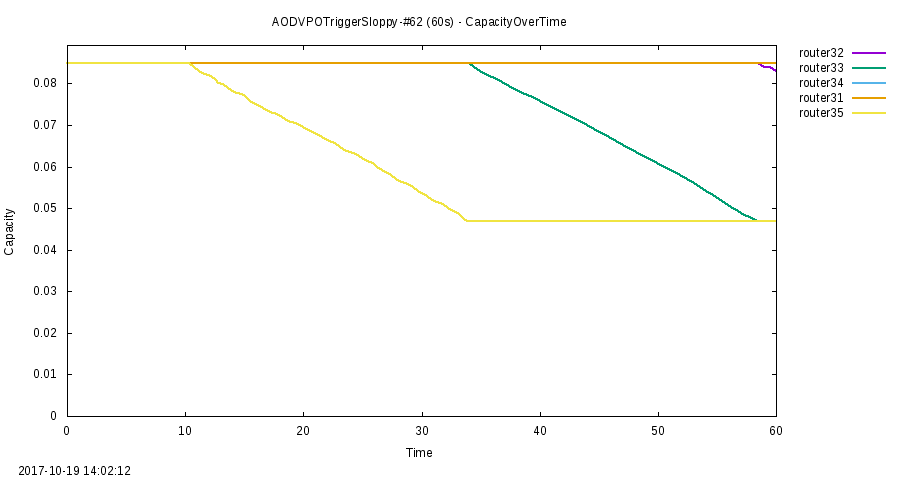 AODVPOTriggerSloppy-#62 (60s) - CapacityOverTime
router32
router33
router34
router31
router35
0.08
0.07
0.06
0.05
0.04
0.03
0.02
0.01
0
Capacity
0 10 20 30 40 50 60
Time
2017-10-19 14:02:12